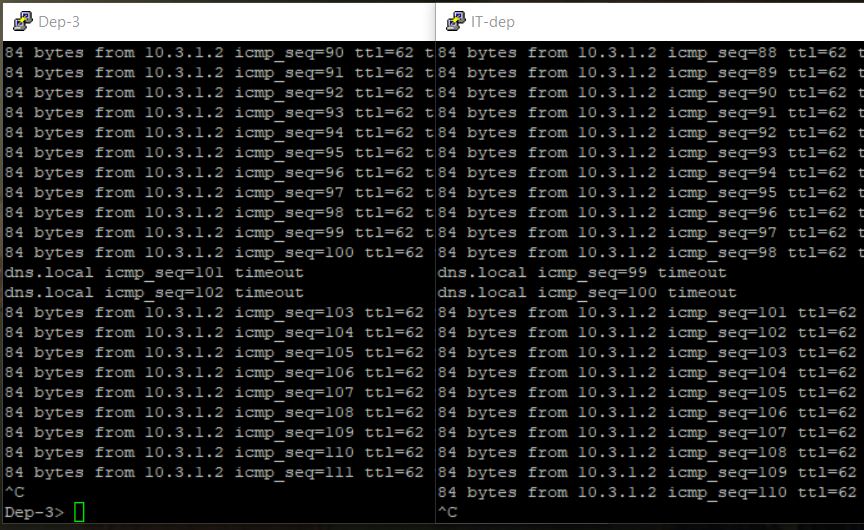 Dep-3
84 bytes from 10.3.1.2 icmp_seq=90 ttl=62 t
84 bytes from 10.3.1.2 icmp_seq=91 ttl=62 t
84 bytes from 10.3.1.2 icmp_seq=92 ttl=62 t
84 bytes from 10.3.1.2 icmp_seq=93 ttl=62 t
84 bytes from 10.3.1.2 icmp_seq=94 ttl=62 t
84 bytes from 10.3.1.2 icmp_seq=95 ttl=62 t
84 bytes from 10.3.1.2 icmp_seq=96 ttl=62 t
84 bytes from 10.3.1.2 icmp_seq=97 ttl=62 t
84 bytes from 10.3.1.2 icmp_seq=98 ttl=62 t
84 bytes from 10.3.1.2 icmp_seq=99 ttl=62 t
84 bytes from 10.3.1.2 icmp_seq=100 ttl=62
dns.local icmp_seq=101 timeout
dns.local icmp_seq=102 timeout
84 bytes from 10.3.1.2 icmp_seq=103 ttl=62
84 bytes from 10.3.1.2 icmp_seq=104 ttl=62
84 bytes from 10.3.1.2 icmp_seq=105 ttl=62
84 bytes from 10.3.1.2 icmp_seq=106 ttl=62
84 bytes from 10.3.1.2 icmp_seq=107 ttl=62
84 bytes from 10.3.1.2 icmp_seq=108 ttl=62
84 bytes from 10.3.1.2 icmp_seq=109 ttl=62
84 bytes from 10.3.1.2 icmp_seq=110 ttl=62
84 bytes from 10.3.1.2 icmp_seq=111 ttl=62
^C
Dep-3>
IT-dep
84 bytes from 10.3.1.2 icmp_seq=88 ttl=62 t
84 bytes from 10.3.1.2 icmp_seq=89 ttl=62 t
84 bytes from 10.3.1.2 icmp_seq=90 ttl=62 t
84 bytes from 10.3.1.2 icmp_seq=91 ttl=62 t
84 bytes from 10.3.1.2 icmp_seq=92 ttl=62 t
84 bytes from 10.3.1.2 icmp_seq=93 ttl=62 t
84 bytes from 10.3.1.2 icmp_seq=94 ttl=62 t
84 bytes from 10.3.1.2 icmp_seq=95 ttl=62 t
84 bytes from 10.3.1.2 icmp_seq=96 ttl=62 t
84 bytes from 10.3.1.2 icmp_seq=97 ttl=62 t
84 bytes from 10.3.1.2 icmp_seq=98 ttl=62 t
dns.local icmp_seq=99 timeout
dns.local icmp_seq=100 timeout
84 bytes from 10.3.1.2 icmp_seq=101 ttl=62
84 bytes from 10.3.1.2 icmp_seq=102 ttl=62
84 bytes from 10.3.1.2 icmp_seq=103 ttl=62
84 bytes from 10.3.1.2 icmp_seq=104 ttl=62
84 bytes from 10.3.1.2 icmp_seq=105 ttl=62
84 bytes from 10.3.1.2 icmp_seq=106 ttl=62
84 bytes from 10.3.1.2 icmp_seq=107 ttl=62
84 bytes from 10.3.1.2 icmp_seq=108 ttl=62
84 bytes from 10.3.1.2 icmp_seq=109 ttl=62
84 bytes from 10.3.1.2 icmp_seq=110 ttl=62
^C